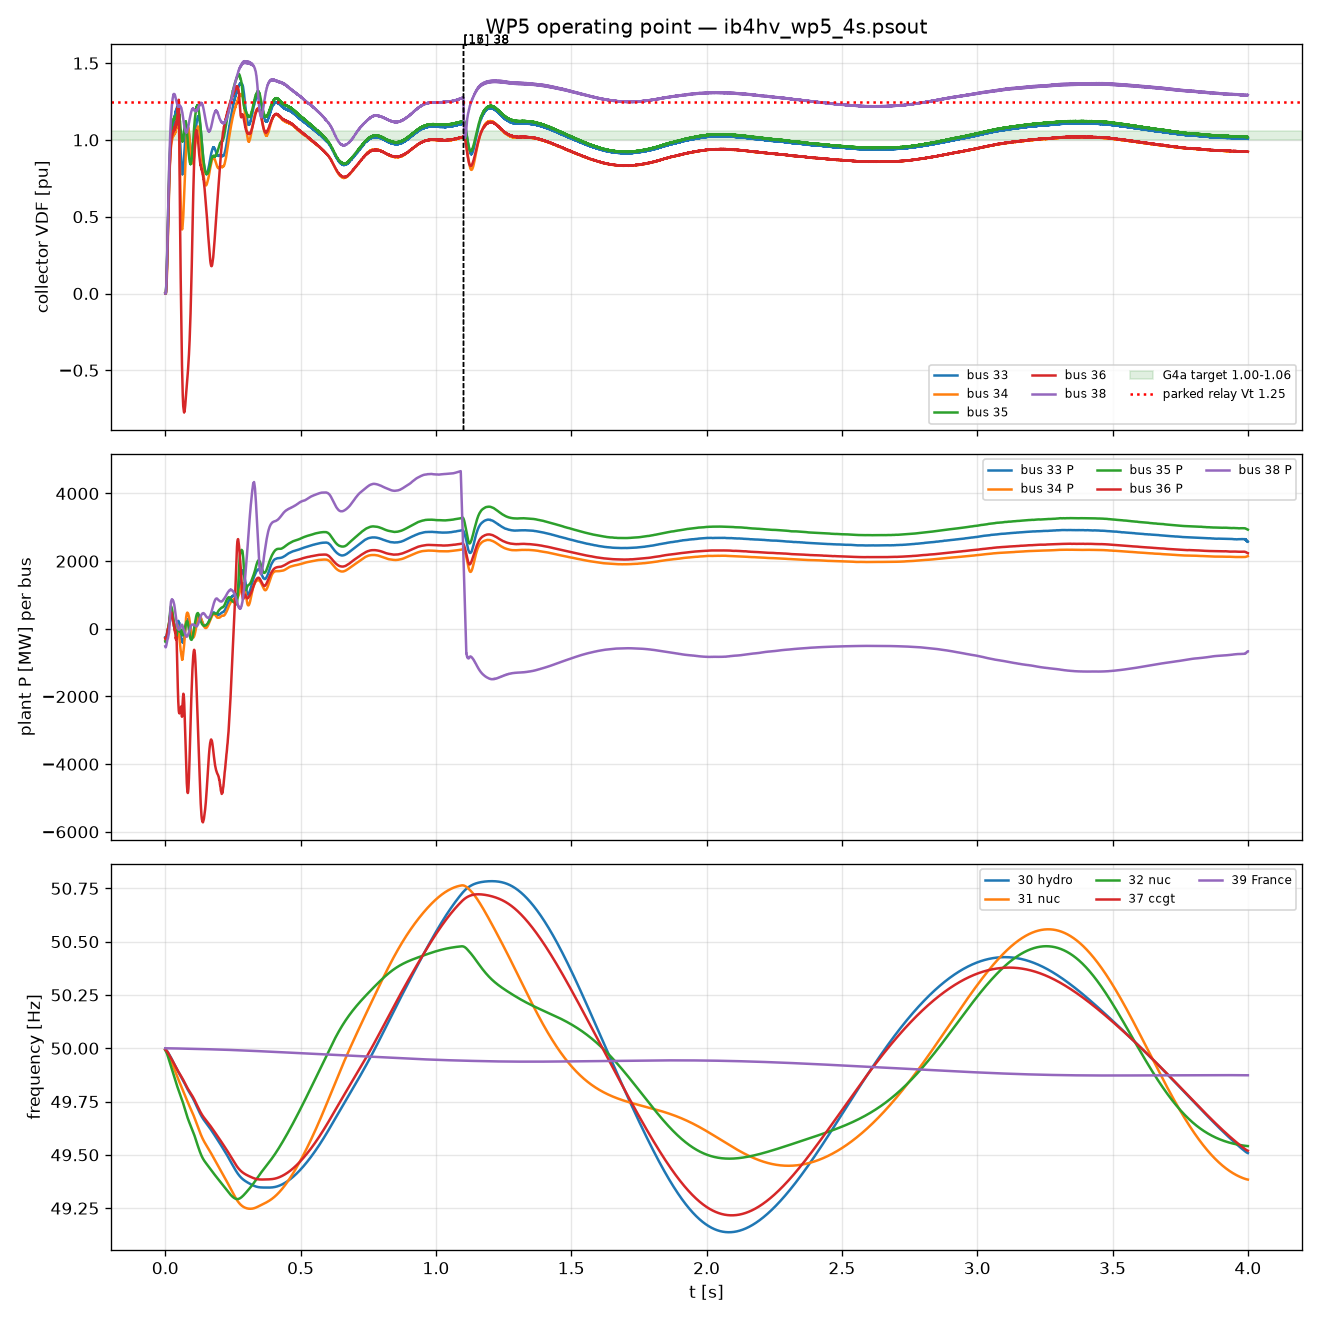 WP5 operating point — ib4hv_wp5_4s.psout
38
collector VDF [pu]
1.5
1.0
0.5
0.0
−0.5
bus 33
bus 34
bus 35
bus 36
bus 38
G4a target 1.00-1.06
parked relay Vt 1.25
plant P [MW] per bus
4000
2000
0
−2000
−4000
−6000
bus 33 P
bus 34 P
bus 35 P
bus 36 P
bus 38 P
frequency [Hz]
50.75
50.50
50.25
50.00
49.75
49.50
49.25
30 hydro
31 nuc
32 nuc
37 ccgt
39 France
0.0 0.5 1.0 1.5 2.0 2.5 3.0 3.5 4.0
t [s]